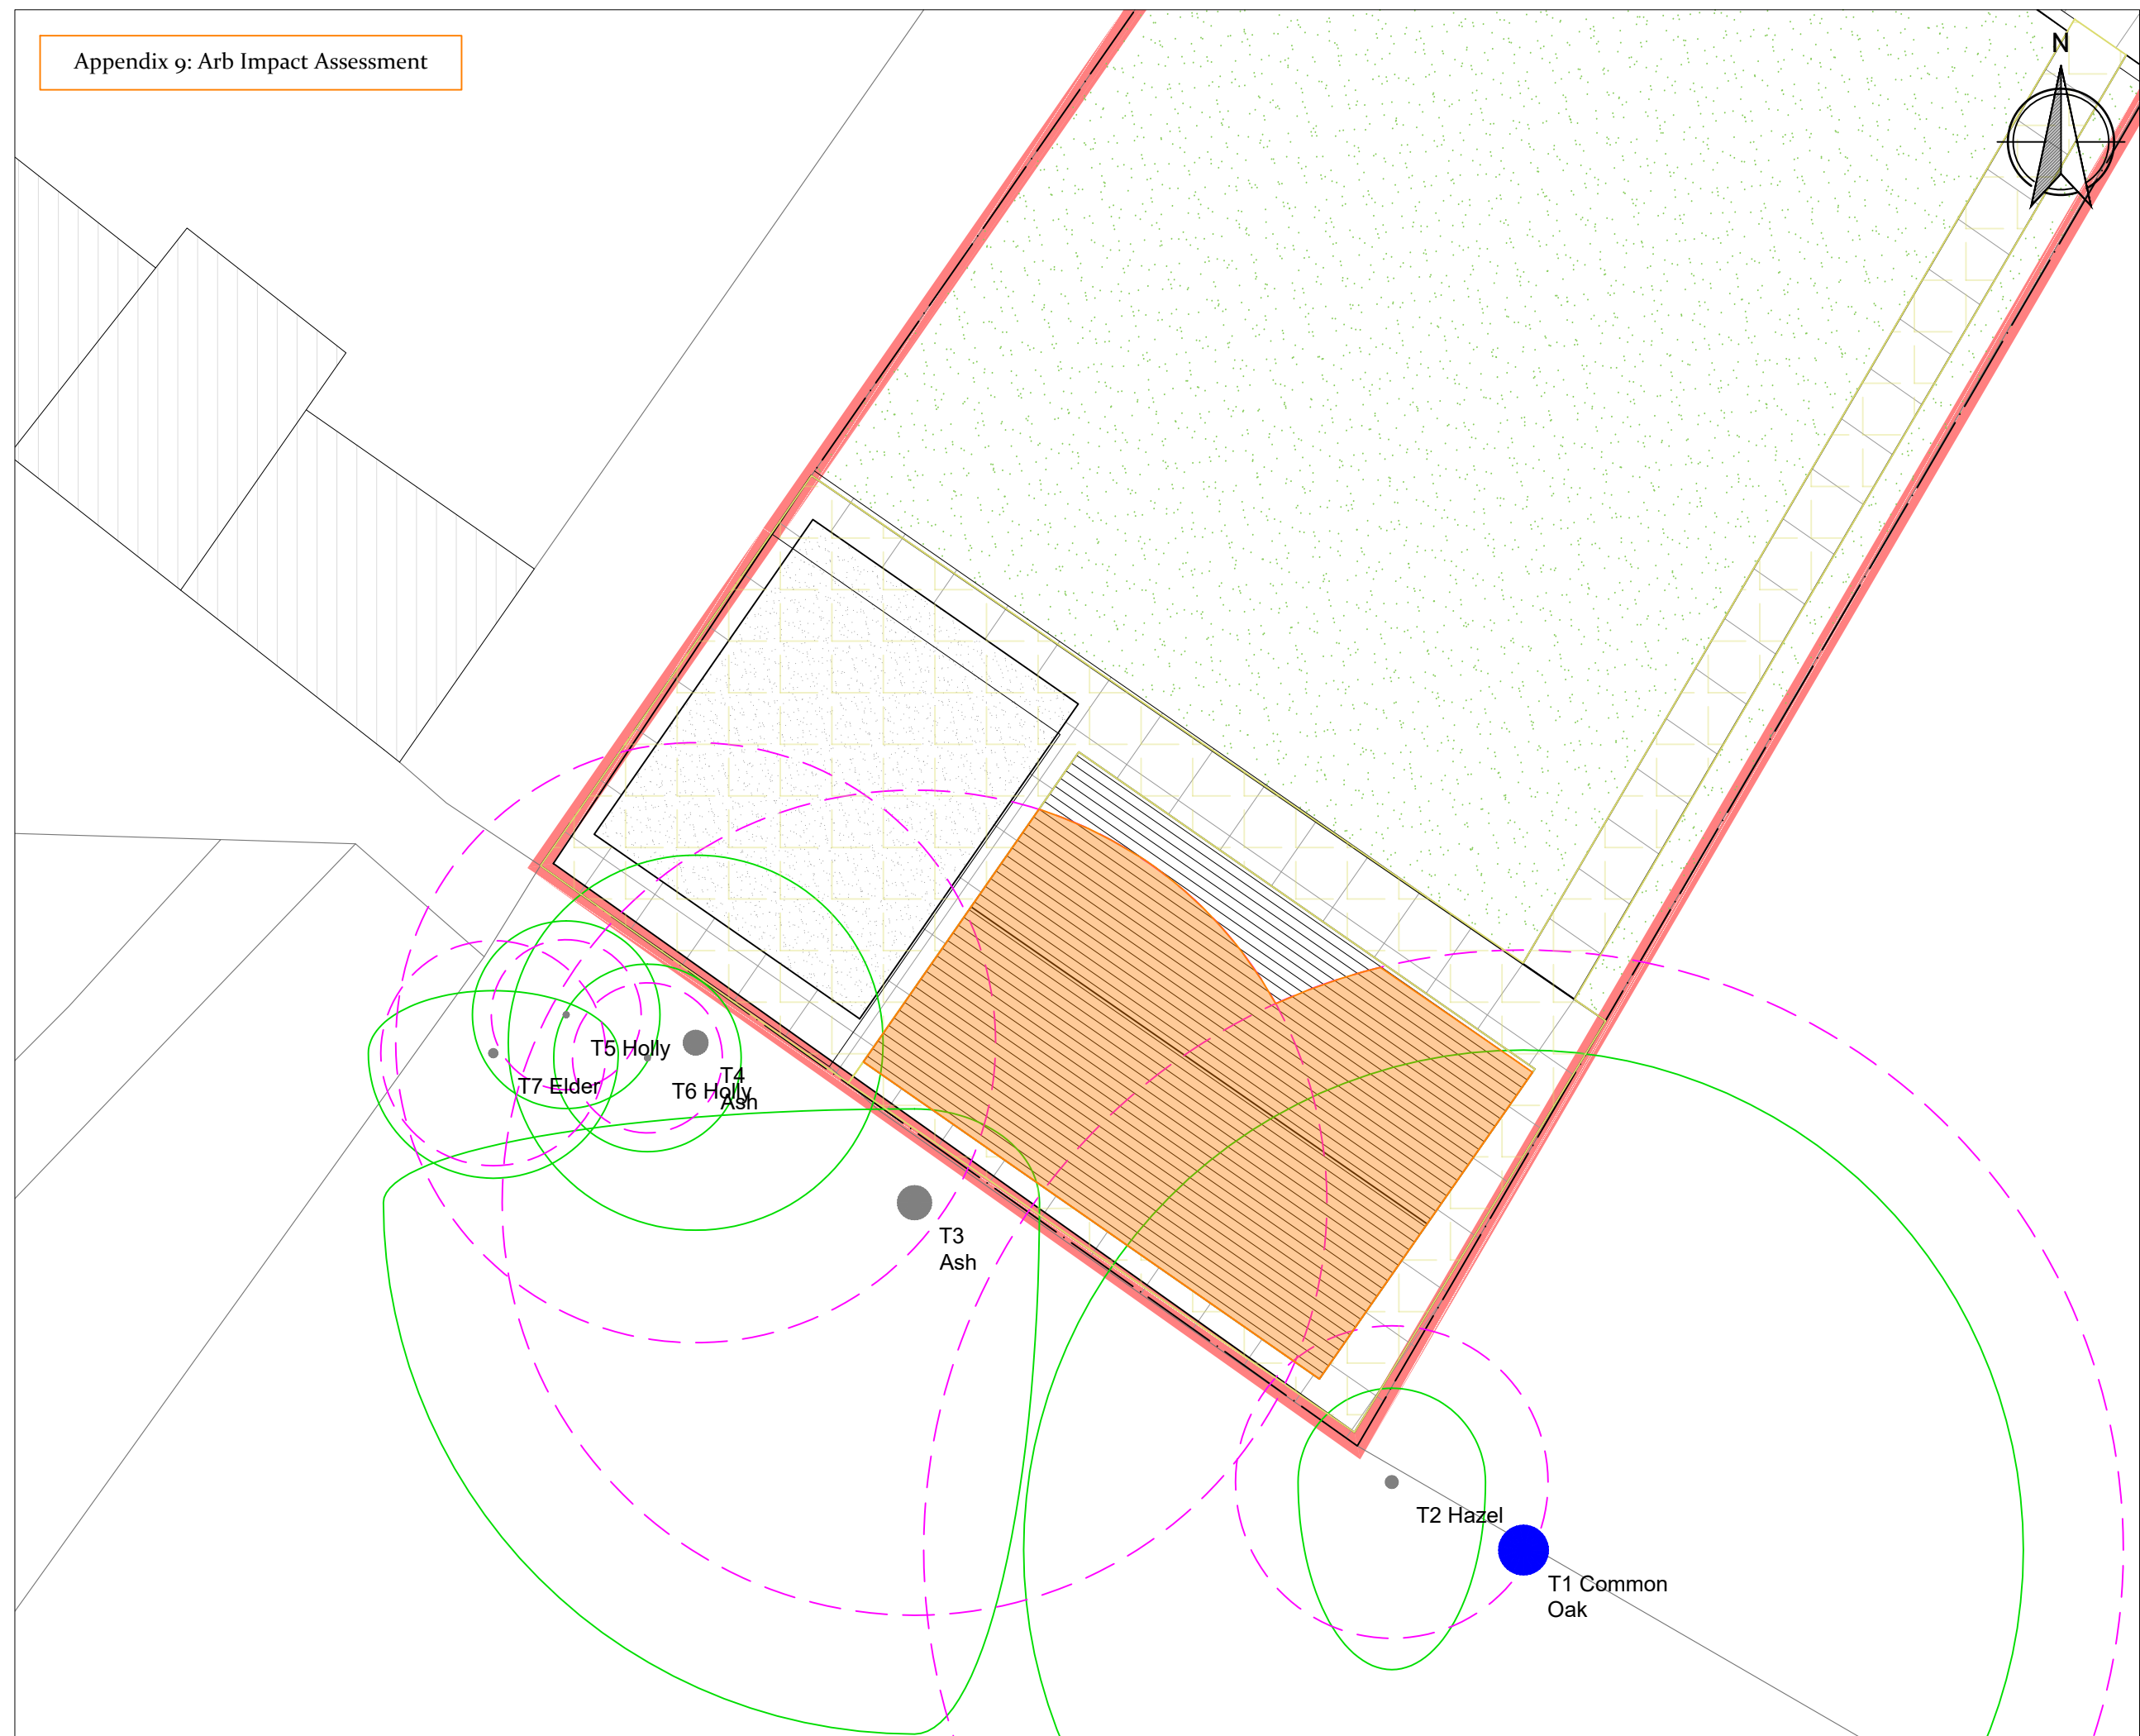 Appendix 9: Arb Impact Assessment
N
T5 Holly
T7 Elder
T4
Ash
T6 Holly
T3
Ash
T2 Hazel
T1 Common
Oak